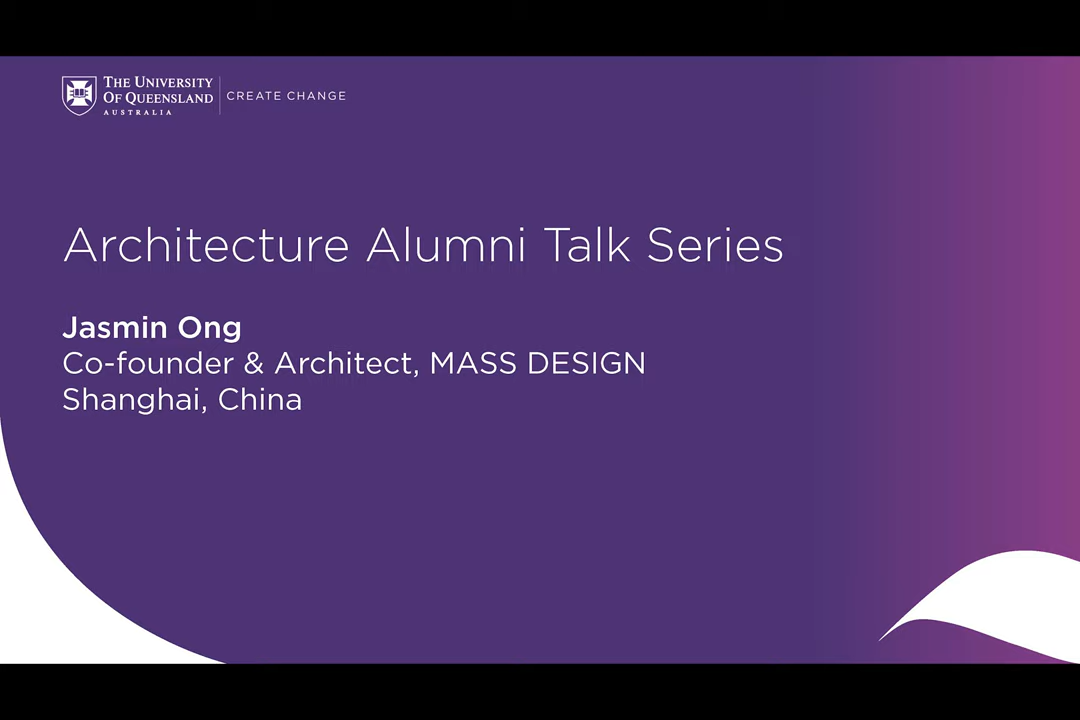 THE UNIVERSITY
OF QUEENSLAND
AUSTRALIA
CREATE CHANGE
Architecture Alumni Talk Series
Jasmin Ong
Co-founder & Architect, MASS DESIGN
Shanghai, China